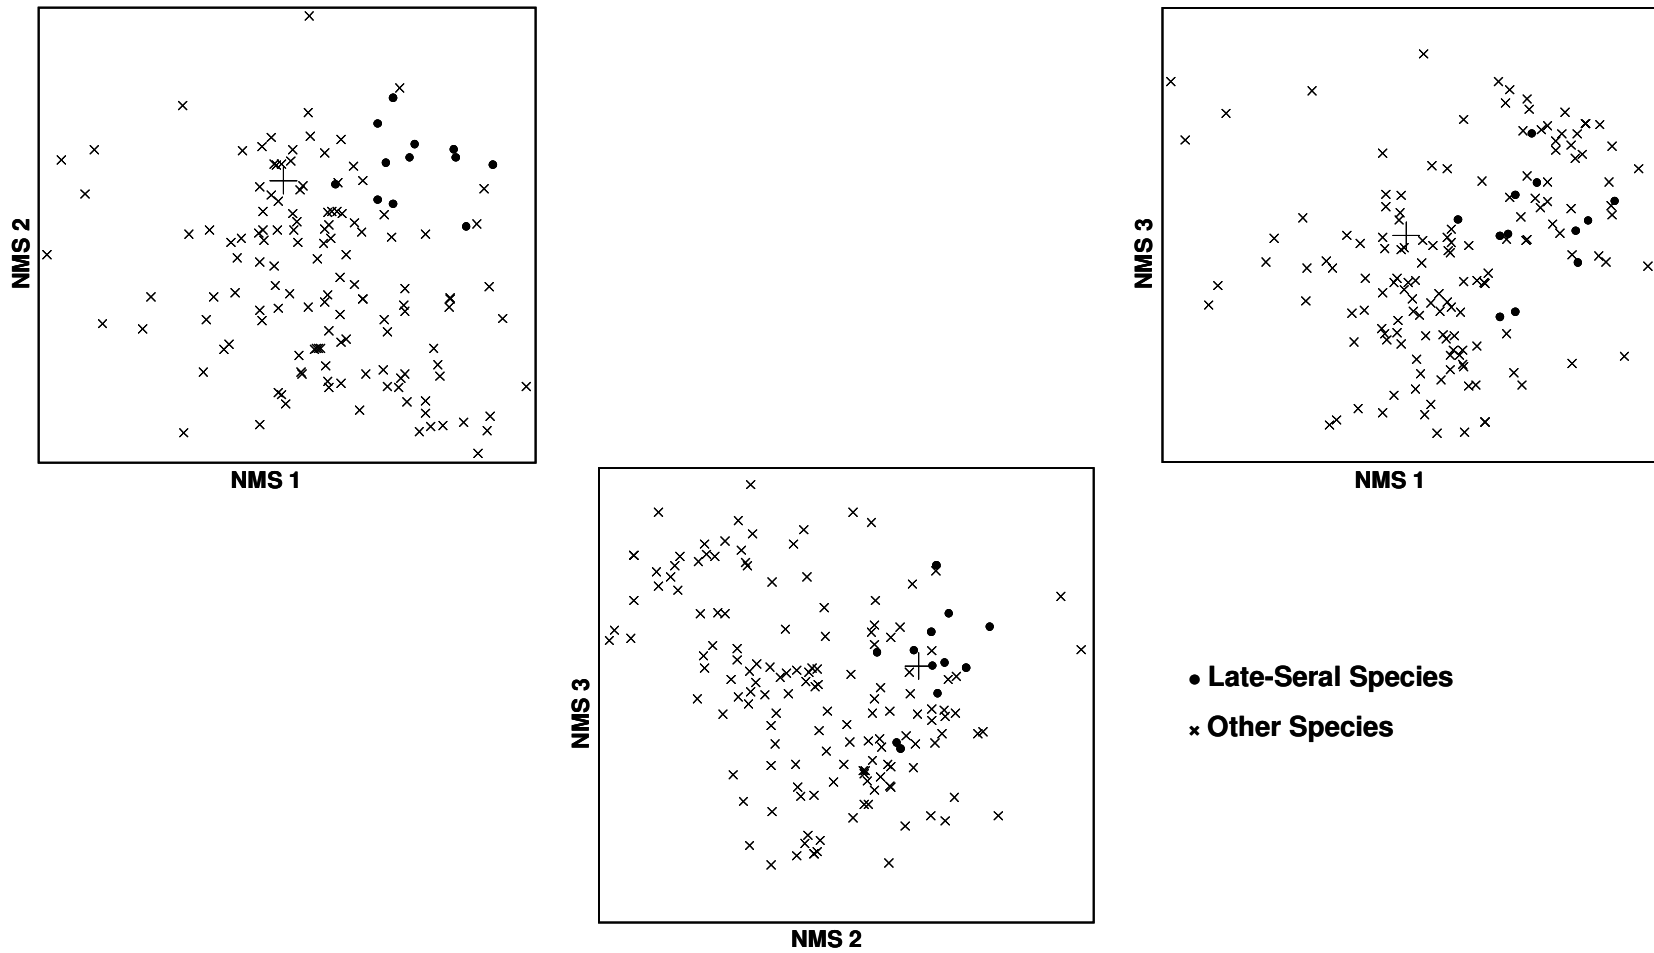 NMS 2
NMS 1
NMS 3
NMS 1
NMS 3
NMS 2
Late-Seral Species
Other Species